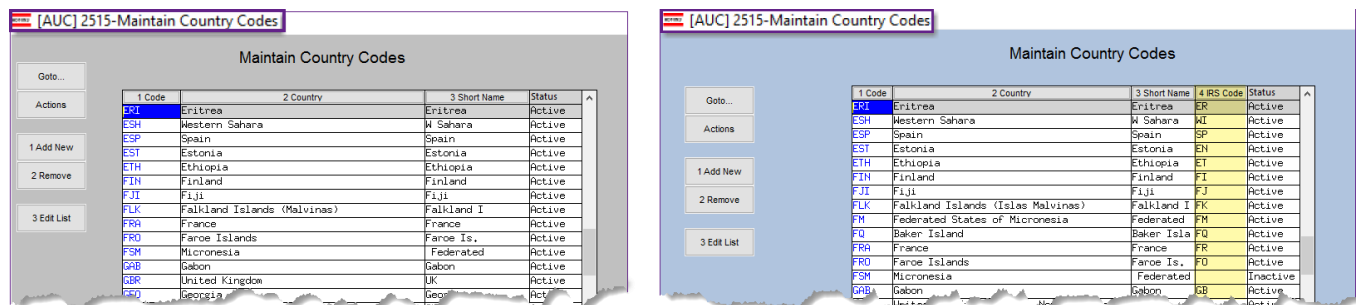 [AUC] 2515-Maintain Country Codes
Maintain Country Codes
Goto...
Actions
1 Add New
2 Remove
3 Edit List
1 Code 2 Country 3 Short Name Status
ERI Eritrea Eritrea Active
ESH Western Sahara W Sahara Active
ESP Spain Spain Active
EST Estonia Estonia Active
ETH Ethiopia Ethiopia Active
FIN Finland Finland Active
FJI Fiji Fiji Active
FLK Falkland Islands (Malvinas) Falkland I Active
FRA France France Active
FRO Faroe Islands Faroe Is. Active
FSM Micronesia Federated Active
GAB Gabon Gabon Active
GBR United Kingdom UK Active
GEO Georgia
[AUC] 2515-Maintain Country Codes
Maintain Country Codes
Goto...
Actions
1 Add New
2 Remove
3 Edit List
1 Code 2 Country 3 Short Name 4 IRS Code Status
ERI Eritrea Eritrea ER Active
ESH Western Sahara W Sahara WI Active
ESP Spain Spain SP Active
EST Estonia Estonia EN Active
ETH Ethiopia Ethiopia ET Active
FIN Finland Finland FI Active
FJI Fiji Fiji FJ Active
FLK Falkland Islands (Islas Malvinas) Falkland I FK Active
FM Federated States of Micronesia Federated FM Active
FQ Baker Island Baker Isla FQ Active
FRA France France FR Active
FRO Faroe Islands Faroe Is. FO Active
FSM Micronesia Federated Inactive
GAB Gabon Gabon GB Active